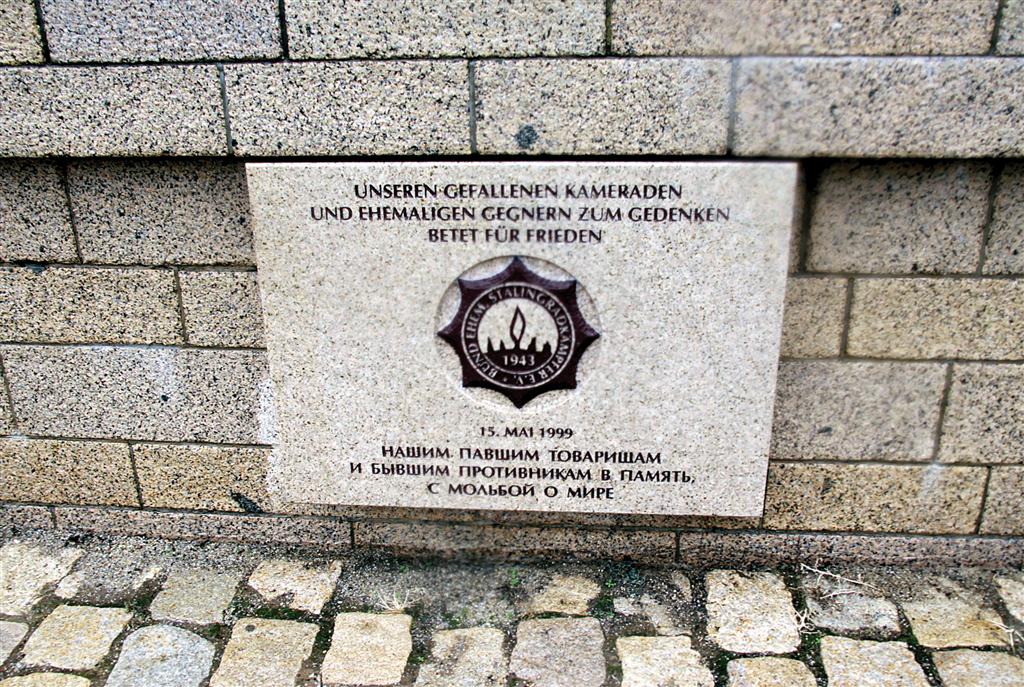 UNSEREN GEFALLENEN KAMERADEN
UND EHEMALIGEN GEGNERN ZUM GEDENKEN
BETET FÜR FRIEDEN
BUND EHEM. STALINGRADKÄMPFER E.V.
1943
15. MAI 1999
НАШИМ ПАВШИМ ТОВАРИЩАМ
И БЫВШИМ ПРОТИВНИКАМ В ПАМЯТЬ,
С МОЛЬБОЙ О МИРЕ